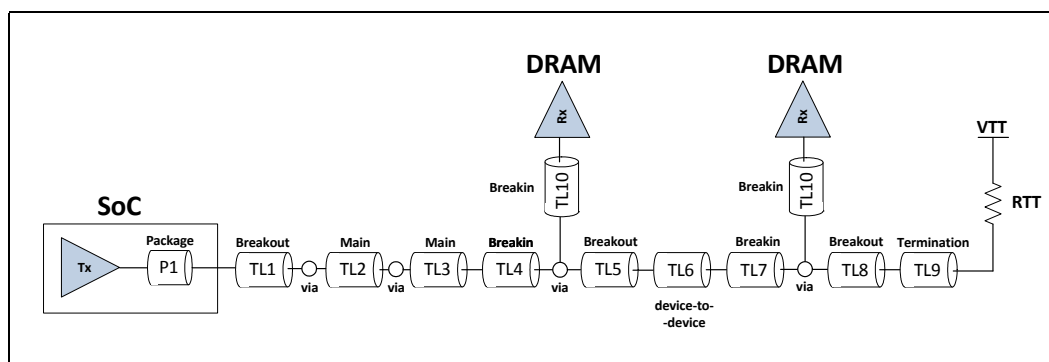 DRAM
DRAM
Rx
Rx
VTT
RTT
Breakin
TL10
Breakin
TL10
SoC
Package
Breakout
Main
Main
Breakin
Breakout
Breakin
Breakout
Termination
Tx
P1
TL1
TL2
TL3
TL4
TL5
TL6
TL7
TL8
TL9
via
via
via
via
device-to-
-device